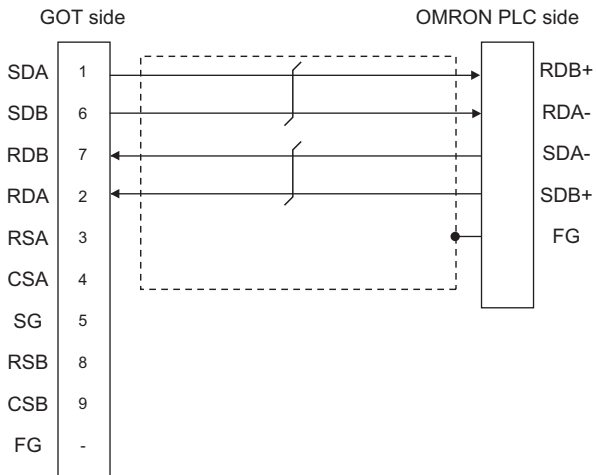 GOT side OMRON PLC side
SDA 1 RDB+
SDB 6 RDA-
RDB 7 SDA-
RDA 2 SDB+
RSA 3 FG
CSA 4
SG 5
RSB 8
CSB 9
FG -